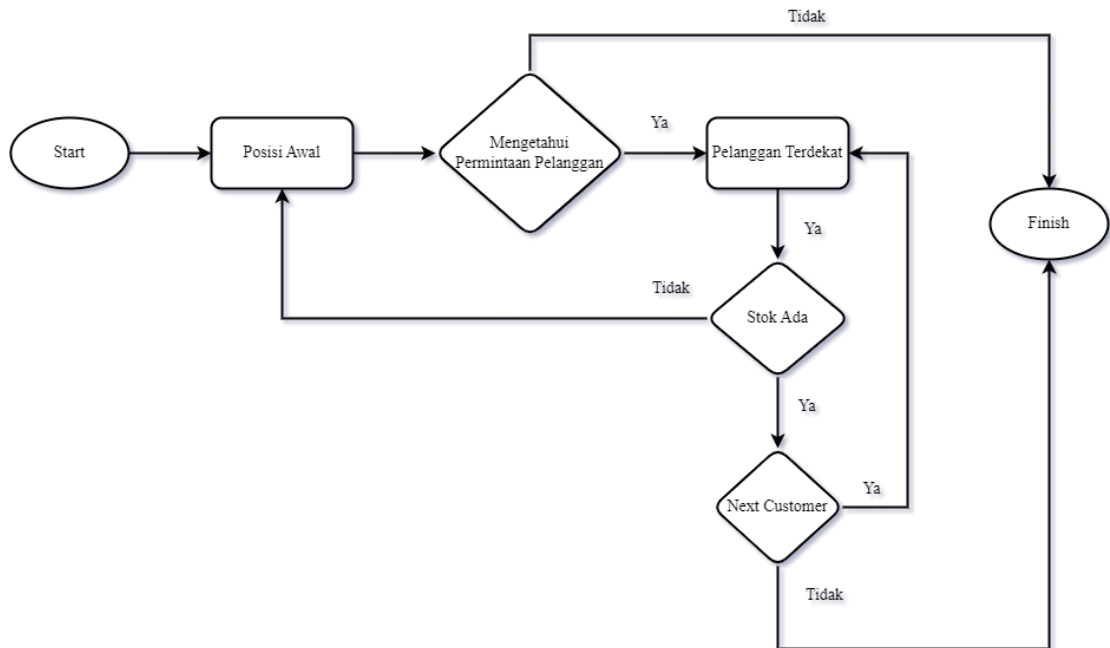 Tidak
Start
Posisi Awal
Mengetahui
Permintaan Pelanggan
Ya
Pelanggan Terdekat
Finish
Ya
Tidak
Stok Ada
Ya
Next Customer
Ya
Tidak